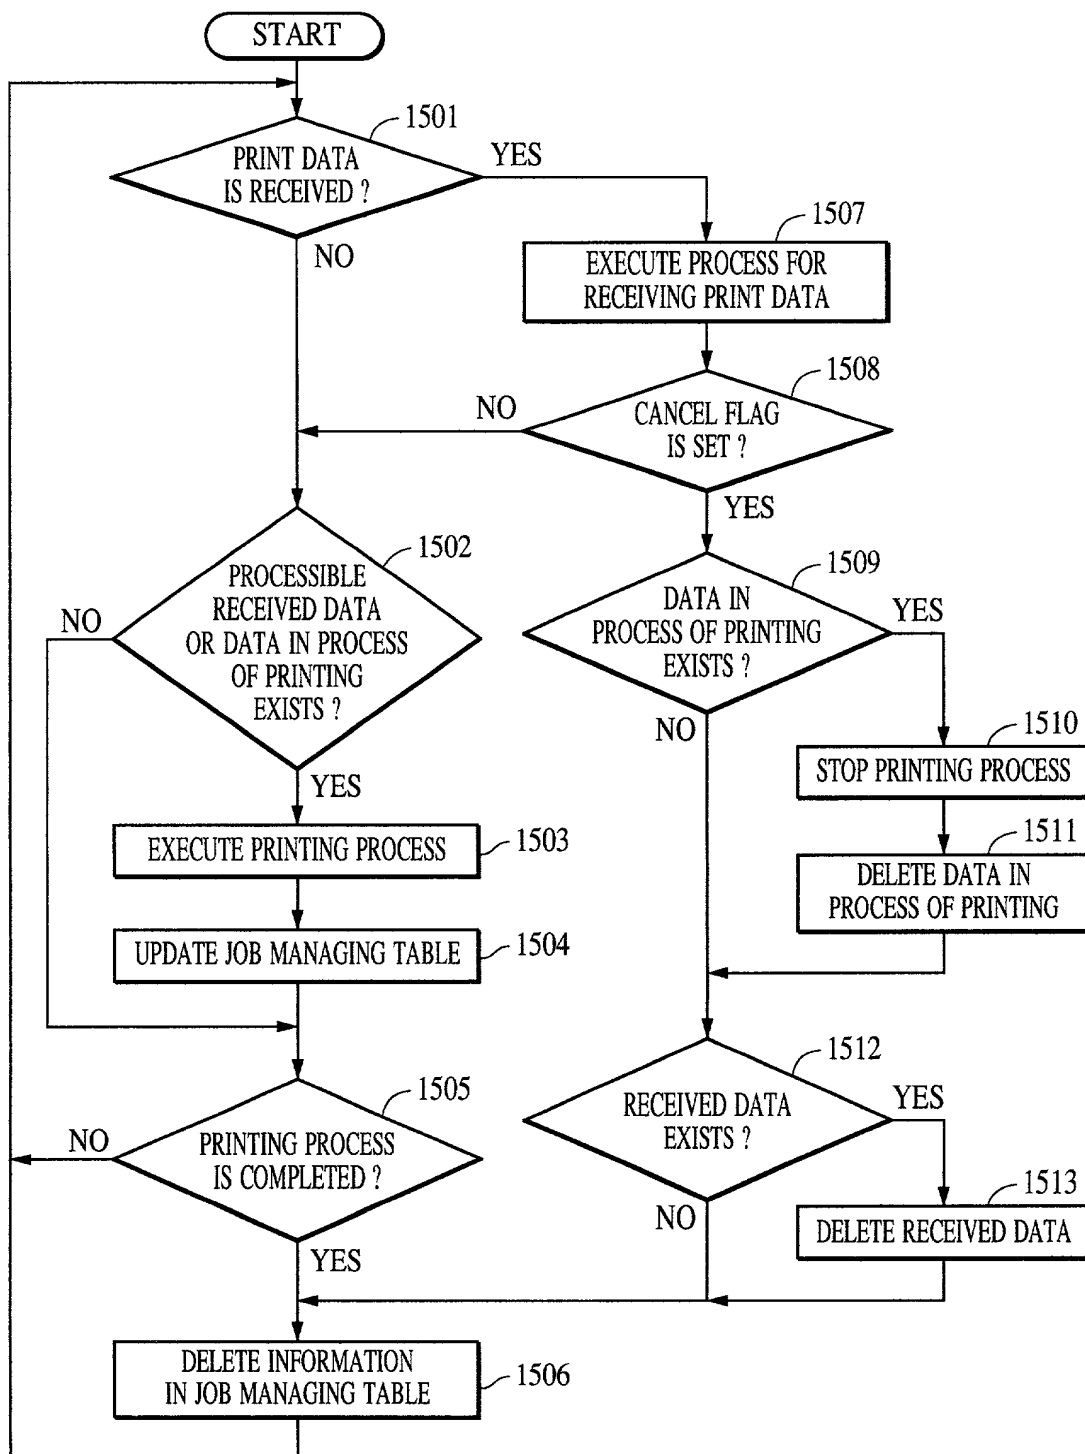 START
1501
PRINT DATA
IS RECEIVED ?
YES
NO
1507
EXECUTE PROCESS FOR
RECEIVING PRINT DATA
1508
CANCEL FLAG
IS SET ?
NO
YES
1502
PROCESSIBLE
RECEIVED DATA
OR DATA IN PROCESS
OF PRINTING
EXISTS ?
NO
YES
1509
DATA IN
PROCESS OF PRINTING
EXISTS ?
YES
NO
1510
STOP PRINTING PROCESS
1511
DELETE DATA IN
PROCESS OF PRINTING
1503
EXECUTE PRINTING PROCESS
1504
UPDATE JOB MANAGING TABLE
1505
PRINTING PROCESS
IS COMPLETED ?
NO
YES
1512
RECEIVED DATA
EXISTS ?
YES
NO
1513
DELETE RECEIVED DATA
DELETE INFORMATION
IN JOB MANAGING TABLE
1506